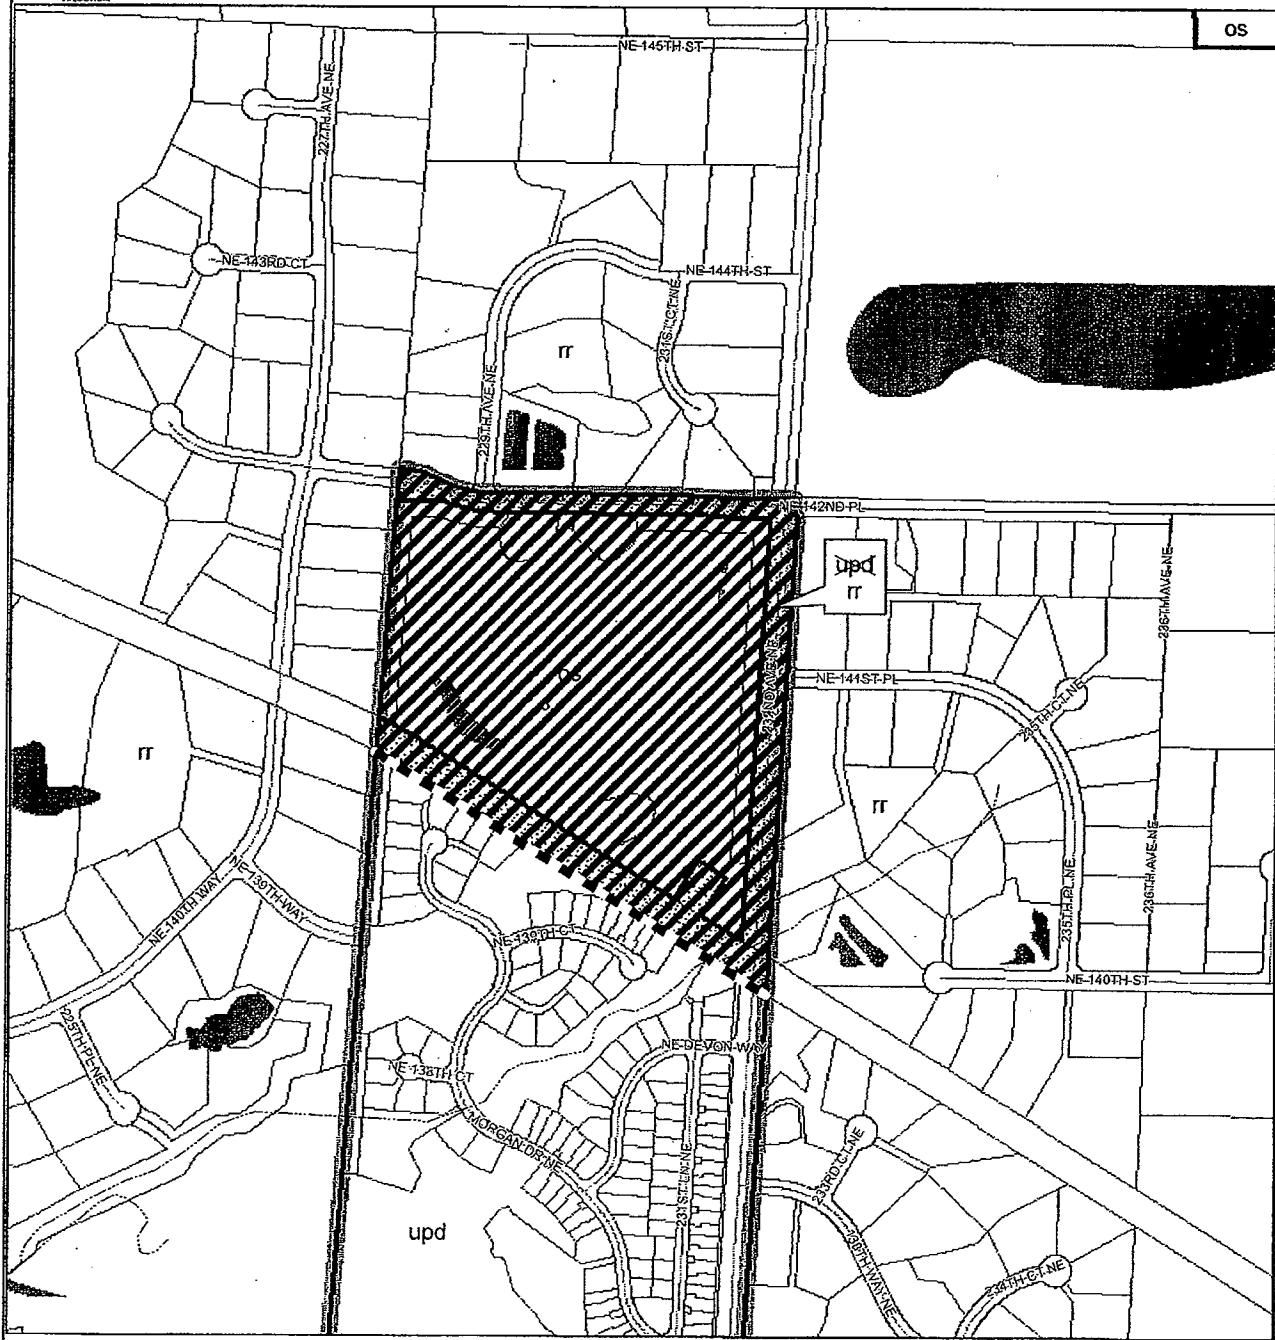 OS
NE 145TH ST
227TH AVE NE
NE 143RD CT
NE 144TH ST
231ST CT NE
rr
229TH AVE NE
NE 142ND PL
upd
rr
236TH AVE NE
os
232ND AVE NE
NE 141ST PL
235TH CT NE
rr
rr
NE 139TH WAY
NE 140TH WAY
235TH PL NE
236TH AVE NE
NE 139TH CT
NE 140TH ST
225TH PL NE
NE DEVON WAY
NE 138TH CT
MORGAN DR NE
233RD CT NE
231ST LN NE
upd
138TH WAY NE
234TH CT NE